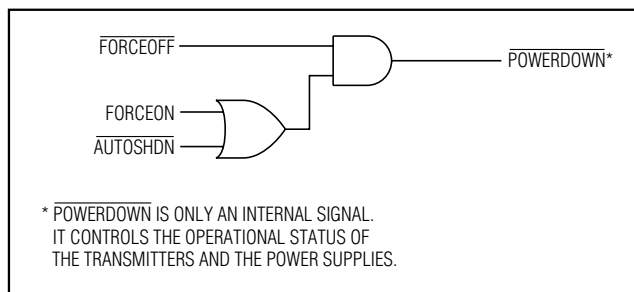 FORCEOFF
POWERDOWN*
FORCEON
AUTOSHDN
* POWERDOWN IS ONLY AN INTERNAL SIGNAL.
IT CONTROLS THE OPERATIONAL STATUS OF
THE TRANSMITTERS AND THE POWER SUPPLIES.